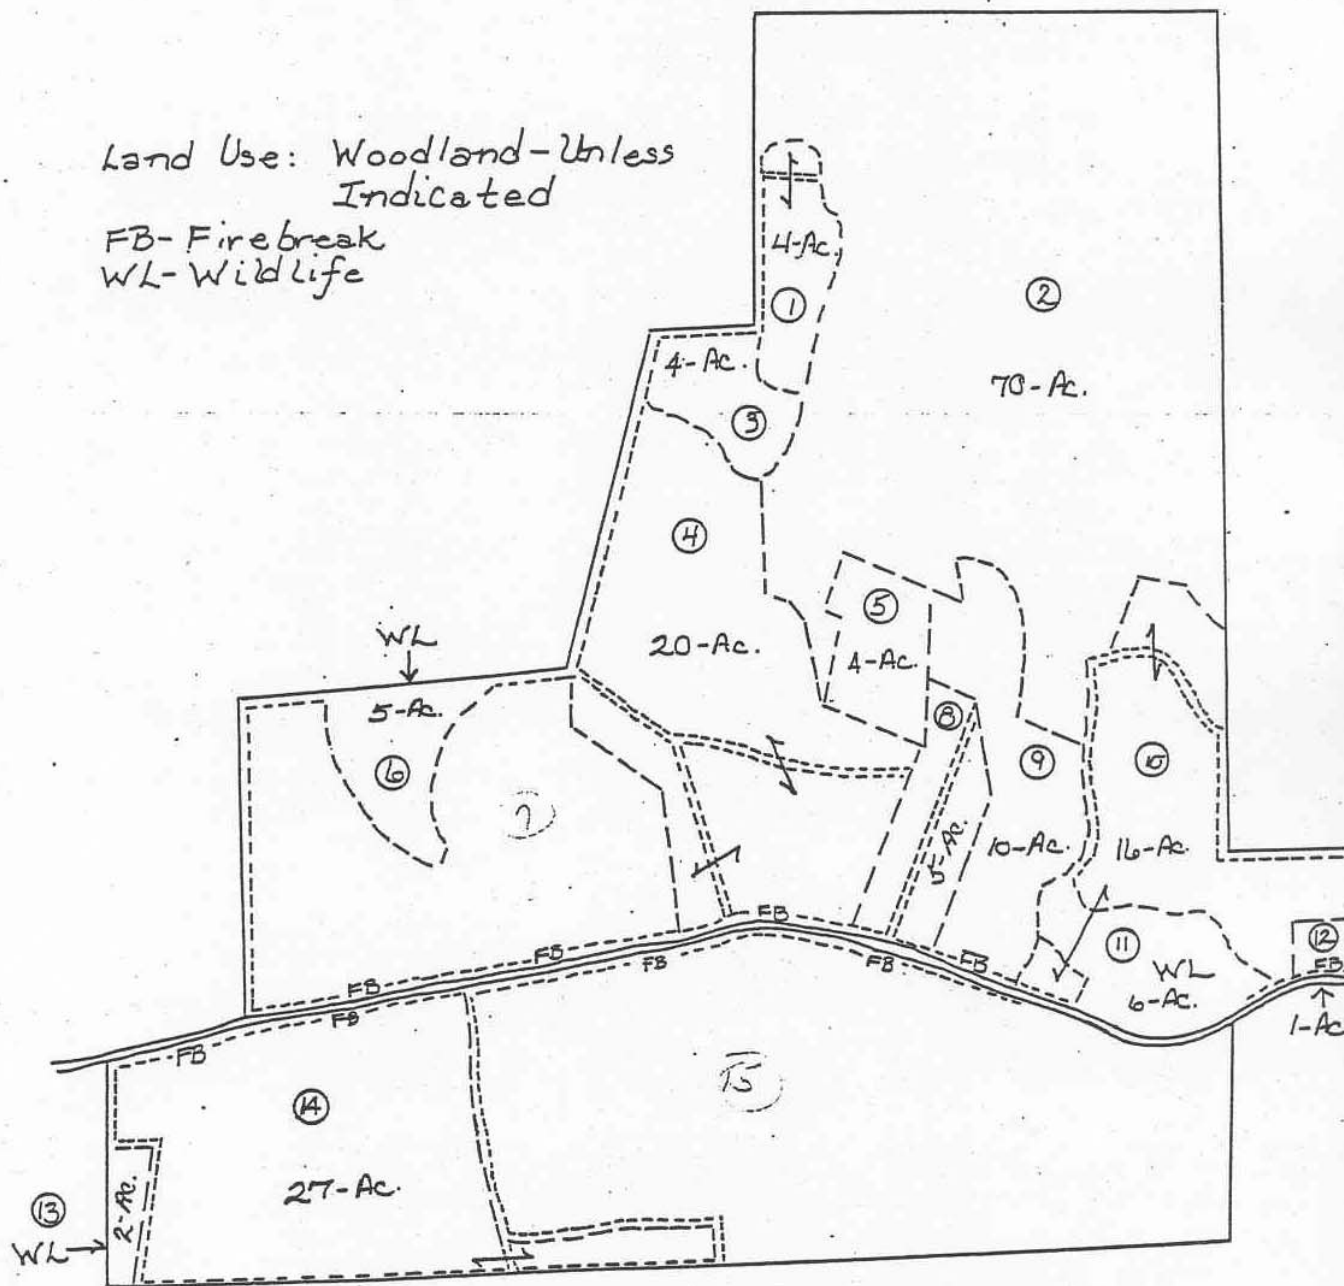 Land Use: Woodland-Unless
Indicated
FB- Firebreak
WL- Wildlife
4-Ac.
1
2
70-Ac.
4-Ac.
3
4
20-Ac.
5
4-Ac.
WL
5-Ac.
6
7
8
5-Ac.
9
10-Ac.
10
16-Ac.
11
WL
6-Ac.
12
FB
1-Ac
FB
FB
FB
FB
FB
FB
FB
FB
15
14
27-Ac.
13
WL
2-Ac.